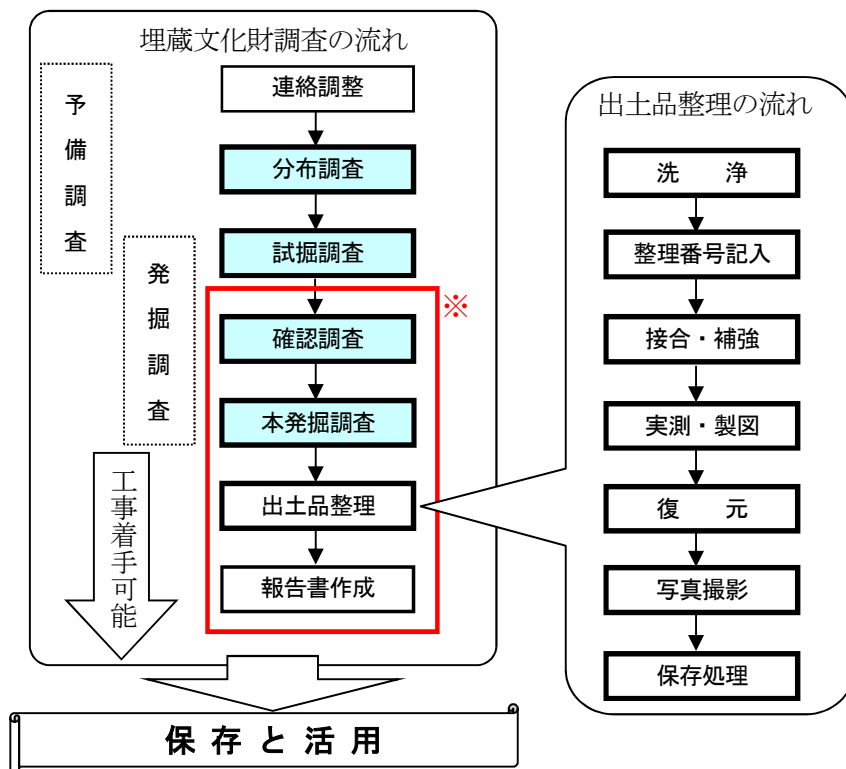 埋蔵文化財調査の流れ
予備調査
連絡調整
分布調査
試掘調査
発掘調査
※
確認調査
本発掘調査
出土品整理
報告書作成
工事着手可能
保存と活用
出土品整理の流れ
洗　　浄
整理番号記入
接合・補強
実測・製図
復　　元
写真撮影
保存処理